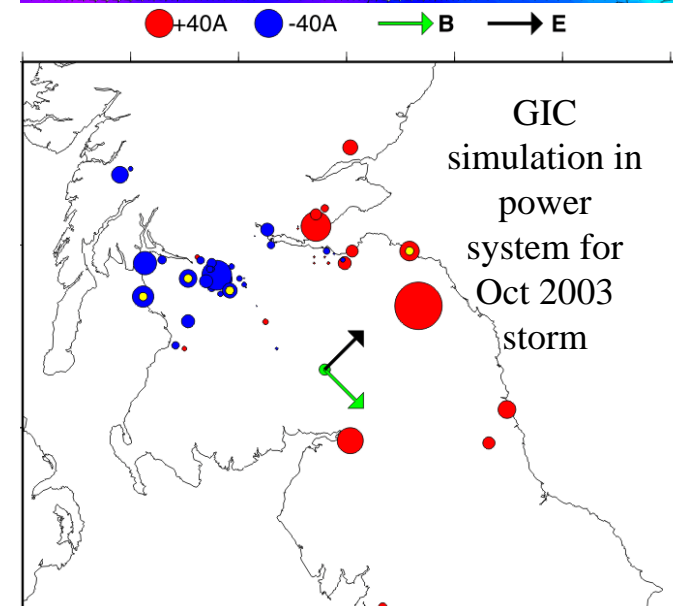 +40A -40A B E
GIC
simulation in
power
system for
Oct 2003
storm